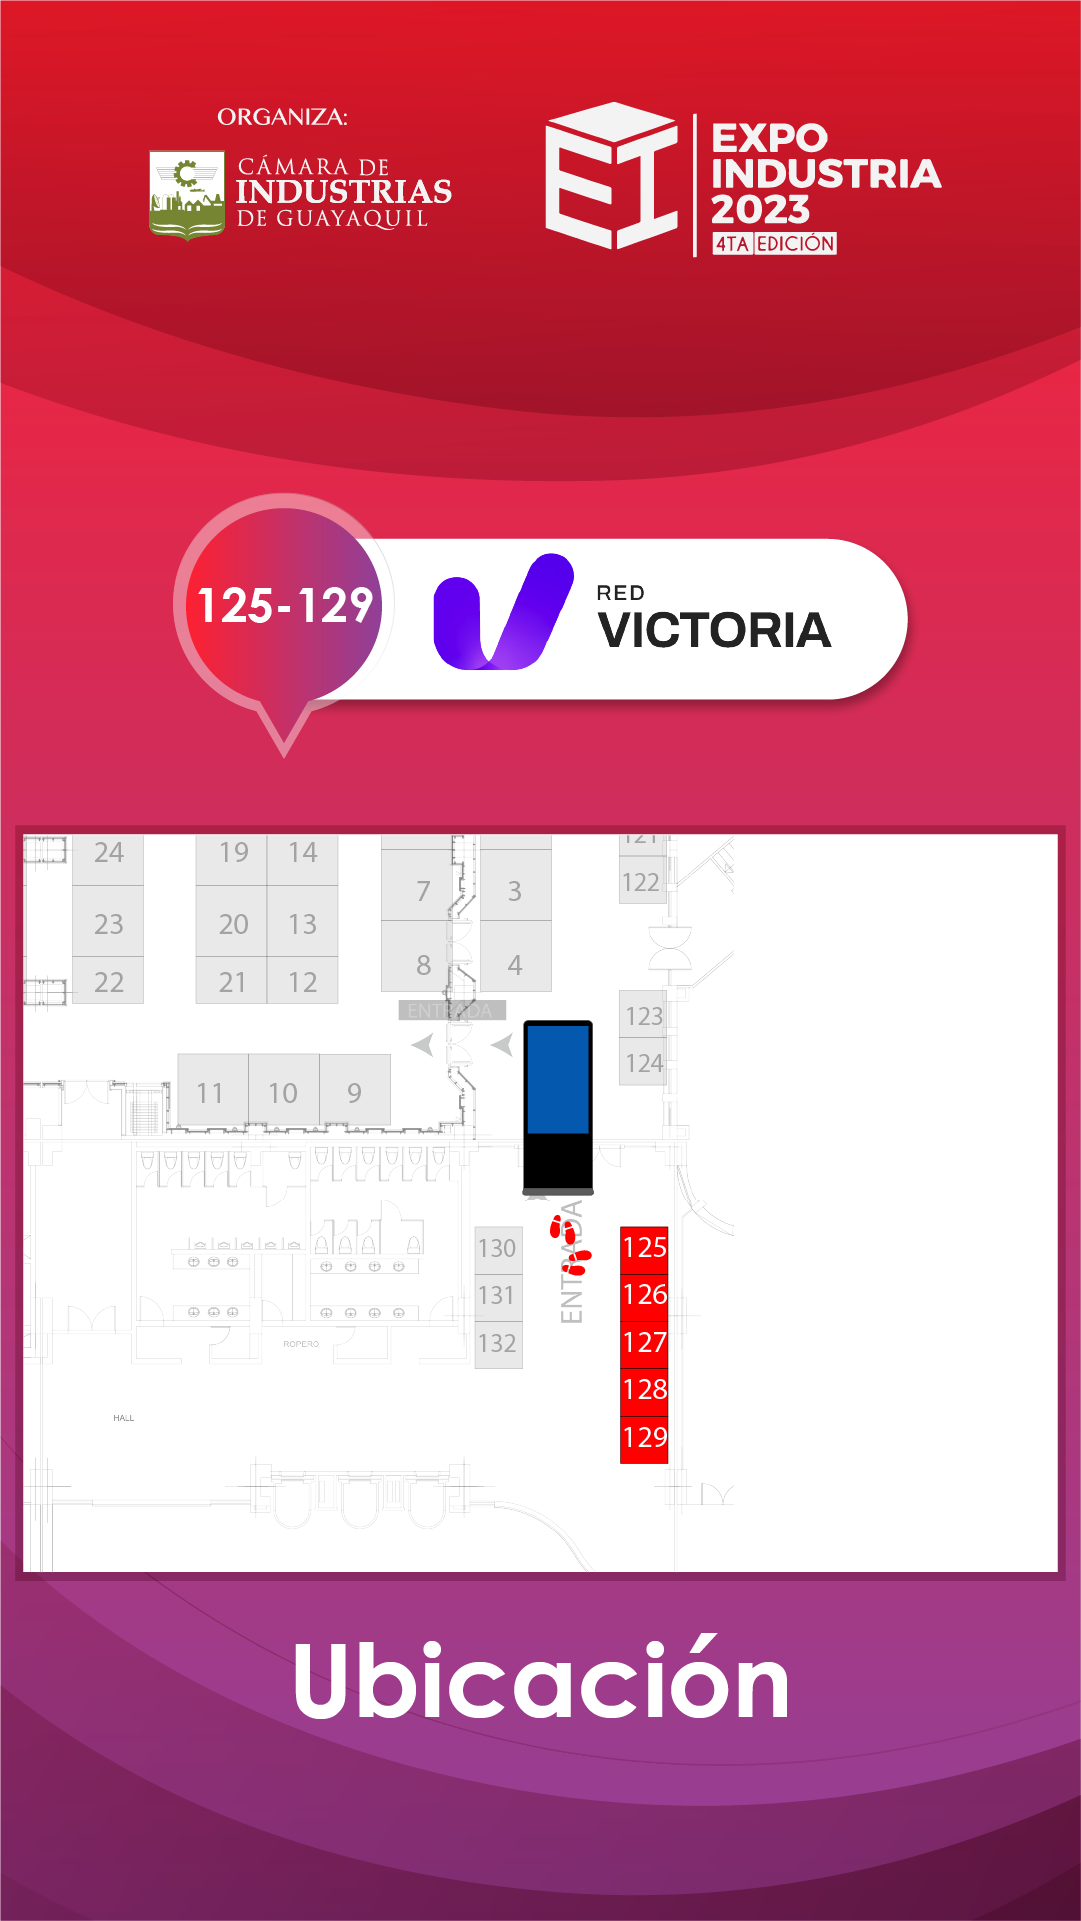 ORGANIZA:
CÁMARA DE
INDUSTRIAS
DE GUAYAQUIL
EXPO
INDUSTRIA
2023
4TA EDICIÓN
125-129
RED
VICTORIA
24 19 14 7 3 121
122
23 20 13 8 4
22 21 12
ENTRADA
123
124
11 10 9
ENTRADA
130 125
131 126
132 127
128
129
ROPERO
HALL
Ubicación